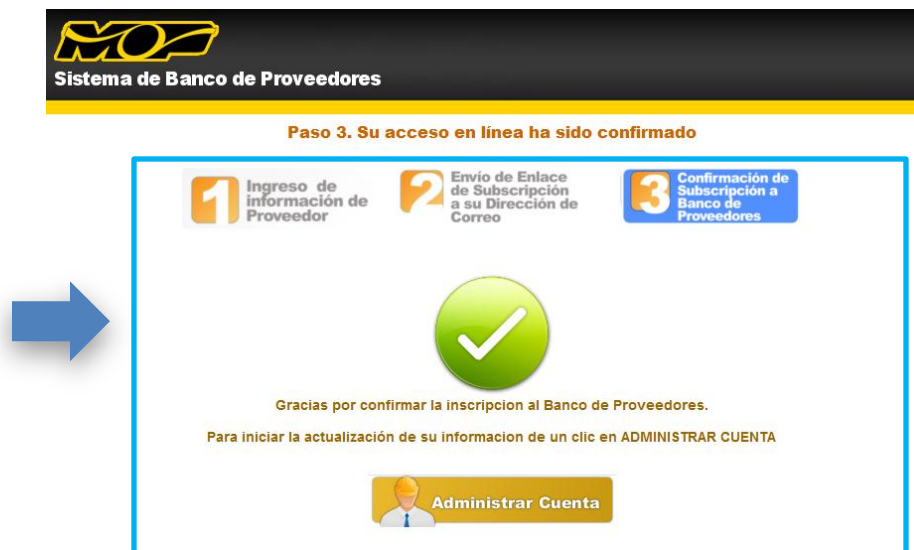 MOP
Sistema de Banco de Proveedores
Paso 3. Su acceso en línea ha sido confirmado
1
Ingreso de
información de
Proveedor
2
Envío de Enlace
de Subscripción
a su Dirección de
Correo
3
Confirmación de
Subscripción a
Banco de
Proveedores
Gracias por confirmar la inscripcion al Banco de Proveedores.
Para iniciar la actualización de su informacion de un clic en ADMINISTRAR CUENTA
Administrar Cuenta